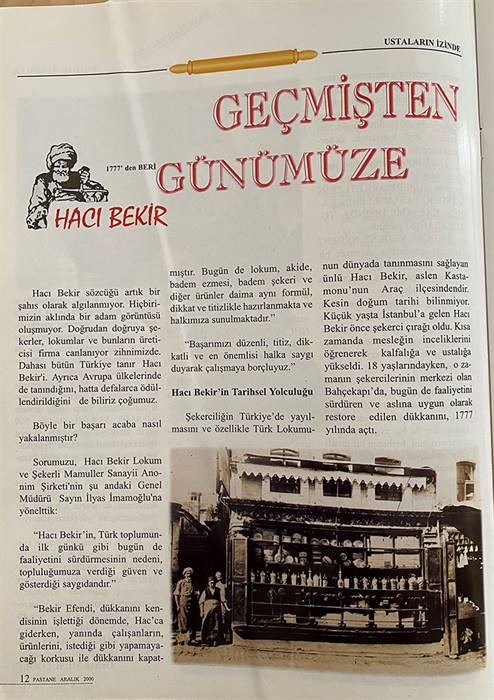 USTALARIN İZİNDE
GEÇMİŞTEN
1777' den BERİ
GÜNÜMÜZE
HACI BEKİR
Hacı Bekir sözcüğü artık bir
şahıs olarak algılanmıyor. Hiçbiri-
mizin aklında bir adam görüntüsü
oluşmuyor. Doğrudan doğruya şe-
kerler, lokumlar ve bunların üreti-
cisi firma canlanıyor zihnimizde.
Dahası bütün Türkiye tanır Hacı
Bekir'i. Ayrıca Avrupa ülkelerinde
de tanındığını, hatta defalarca ödül-
lendirildiğini de biliriz çoğumuz.
Böyle bir başarı acaba nasıl
yakalanmıştır?
Sorumuzu, Hacı Bekir Lokum
ve Şekerli Mamuller Sanayii Ano-
nim Şirketi'nin şu andaki Genel
Müdürü Sayın İlyas İmamoğlu'na
yönelttik:
“Hacı Bekir’in, Türk toplumun-
da ilk günkü gibi bugün de
faaliyetini sürdürmesinin nedeni,
topluluğumuza verdiği güven ve
gösterdiği saygıdandır.”
“Bekir Efendi, dükkanını ken-
disinin işlettiği dönemde, Hac’ca
giderken, yanında çalışanların,
ürünlerini, istediği gibi yapamaya-
cağı korkusu ile dükkanını kapat-
mıştır. Bugün de lokum, akide,
badem ezmesi, badem şekeri ve
diğer ürünler daima aynı formül,
dikkat ve titizlikle hazırlanmakta ve
halkımıza sunulmaktadır.”
“Başarımızı düzenli, titiz, dik-
katli ve en önemlisi halka saygı
duyarak çalışmaya borçluyuz.”
Hacı Bekir’in Tarihsel Yolculuğu
Şekerciliğin Türkiye’de yayıl-
masını ve özellikle Türk Lokumu-
nun dünyada tanınmasını sağlayan
ünlü Hacı Bekir, aslen Kasta-
monu’nun Araç ilçesindendir.
Kesin doğum tarihi bilinmiyor.
Küçük yaşta İstanbul’a gelen Hacı
Bekir önce şekerci çırağı oldu. Kısa
zamanda mesleğin inceliklerini
öğrenerek kalfalığa ve ustalığa
yükseldi. 18 yaşlarındayken, o za-
manın şekercilerinin merkezi olan
Bahçekapı’da, bugün de faaliyetini
sürdüren ve aslına uygun olarak
restore edilen dükkanını, 1777
yılında açtı.
12 PASTANE ARALIK 2000